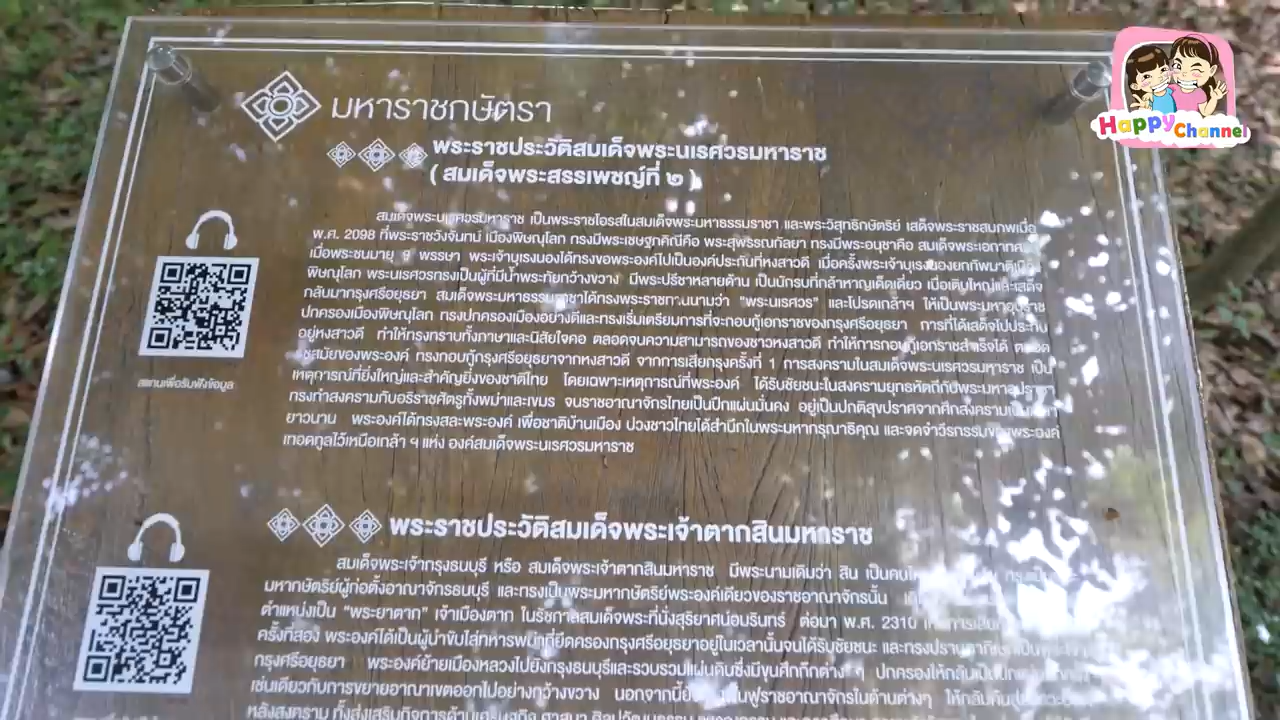 มหาราชกษัตรา
พระราชประวัติสมเด็จพระนเรศวรมหาราช
( สมเด็จพระสรรเพชญ์ที่ ๒ )
Happy Channel
สมเด็จพระนเรศวรมหาราช เป็นพระราชโอรสในสมเด็จพระมหาธรรมราชา และพระวิสุทธิกษัตรีย์ เสด็จพระราชสมภพเมื่อ
พ.ศ. 2098 ที่พระราชวังจันทน์ เมืองพิษณุโลก ทรงมีพระเชษฐภคินีคือ พระสุพรรณกัลยา ทรงมีพระอนุชาคือ สมเด็จพระเอกาทศ
เมื่อพระชนมายุ 9 พรรษา พระเจ้าบุเรงนองได้ทรงขอพระองค์ไปเป็นองค์ประกันที่หงสาวดี เมื่อครั้งพระเจ้าบุเรงนองยกทัพมาตีเมือง
พิษณุโลก พระนเรศวรทรงเป็นผู้ที่มีน้ำพระทัยกว้างขวาง มีพระปรีชาหลายด้าน เป็นนักรบที่กล้าหาญเด็ดเดี่ยว เมื่อเติบใหญ่และเสด็จ
กลับมากรุงศรีอยุธยา สมเด็จพระมหาธรรมราชาได้ทรงพระราชทานนามว่า "พระนเรศวร" และโปรดเกล้าฯ ให้เป็นพระมหาอุปราช
ปกครองเมืองพิษณุโลก ทรงปกครองเมืองอย่างดีและทรงเริ่มเตรียมการที่จะกอบกู้เอกราชของกรุงศรีอยุธยา การที่ได้เสด็จไปประทับ
อยู่หงสาวดี ทำให้ทรงทราบทั้งภาษาและนิสัยใจคอ ตลอดจนความสามารถของชาวหงสาวดี ทำให้การกอบกู้เอกราชสำเร็จได้ ตลอด
รัชสมัยของพระองค์ ทรงกอบกู้กรุงศรีอยุธยาจากหงสาวดี จากการเสียกรุงครั้งที่ 1 การสงครามในสมเด็จพระนเรศวรมหาราช เป็น
เหตุการณ์ที่ยิ่งใหญ่และสำคัญยิ่งของชาติไทย โดยเฉพาะเหตุการณ์ที่พระองค์ ได้รับชัยชนะในสงครามยุทธหัตถีกับพระมหาอุปราชา
ทรงทำสงครามกับอริราชศัตรูทั้งพม่าและเขมร จนราชอาณาจักรไทยเป็นปึกแผ่นมั่นคง อยู่เป็นปกติสุขปราศจากศึกสงครามเป็นเวลา
ยาวนาน พระองค์ได้ทรงสละพระองค์ เพื่อชาติบ้านเมือง ปวงชาวไทยได้สำนึกในพระมหากรุณาธิคุณ และจดจำวีรกรรมของพระองค์
เทอดทูลไว้เหนือเกล้า ฯ แห่ง องค์สมเด็จพระนเรศวรมหาราช
สแกนเพื่อรับฟังข้อมูล
พระราชประวัติสมเด็จพระเจ้าตากสินมหาราช
สมเด็จพระเจ้ากรุงธนบุรี หรือ สมเด็จพระเจ้าตากสินมหาราช มีพระนามเดิมว่า สิน เป็น
มหากษัตริย์ผู้ก่อตั้งอาณาจักรธนบุรี และทรงเป็นพระมหากษัตริย์พระองค์เดียวของราชอาณาจักรนั้น
ตำแหน่งเป็น "พระยาตาก" เจ้าเมืองตาก ในรัชกาลสมเด็จพระที่นั่งสุริยาศน์อมรินทร์ ต่อมา พ.ศ. 2310
ครั้งที่สอง พระองค์ได้เป็นผู้นำขับไล่ทหารพม่าที่ยึดครองกรุงศรีอยุธยาอยู่ในเวลานั้นจนได้รับชัยชนะ
กรุงศรีอยุธยา พระองค์ย้ายเมืองหลวงไปยังกรุงธนบุรีและรวบรวมแผ่นดินซึ่งมีขุนศึกก๊กต่าง ๆ ปกครองให้กลับเป็น
เช่นเดียวกับการขยายอาณาเขตออกไปอย่างกว้างขวาง นอกจากนี้ยัง ฟื้นฟูราชอาณาจักรในด้านต่างๆ ให้กลับคืน
หลังสงคราม ทั้งส่งเสริมกิจการด้านเศรษฐกิจ ศาสนา ศิลปวัฒนธรรม